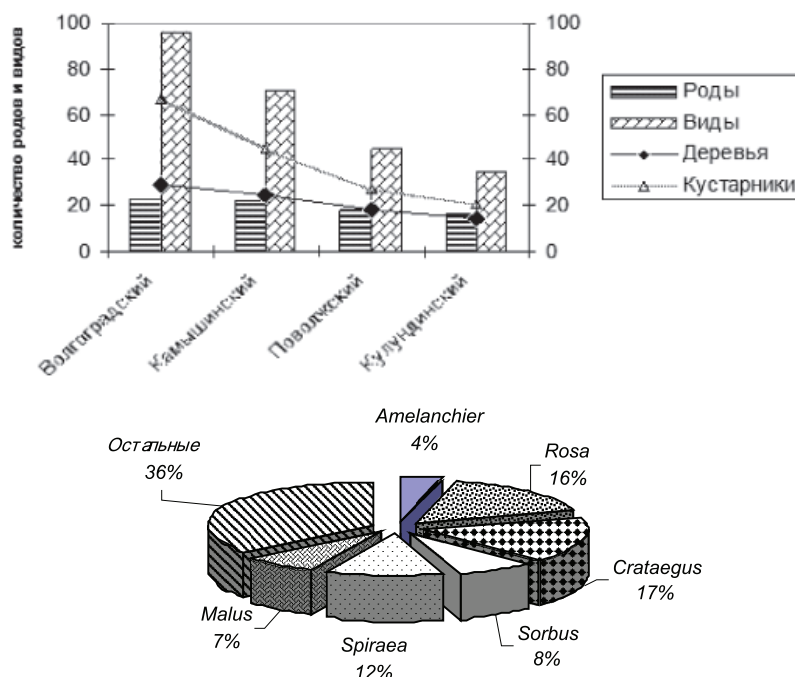 100
80
60
40
20
0
количество родов и видов
100
80
60
40
20
0
Роды
Виды
Деревья
Кустарники
Волгоградский
Камышинский
Поволжский
Кулундинский
Amelanchier
4%
Rosa
16%
Crataegus
17%
Sorbus
8%
Spiraea
12%
Malus
7%
Остальные
36%